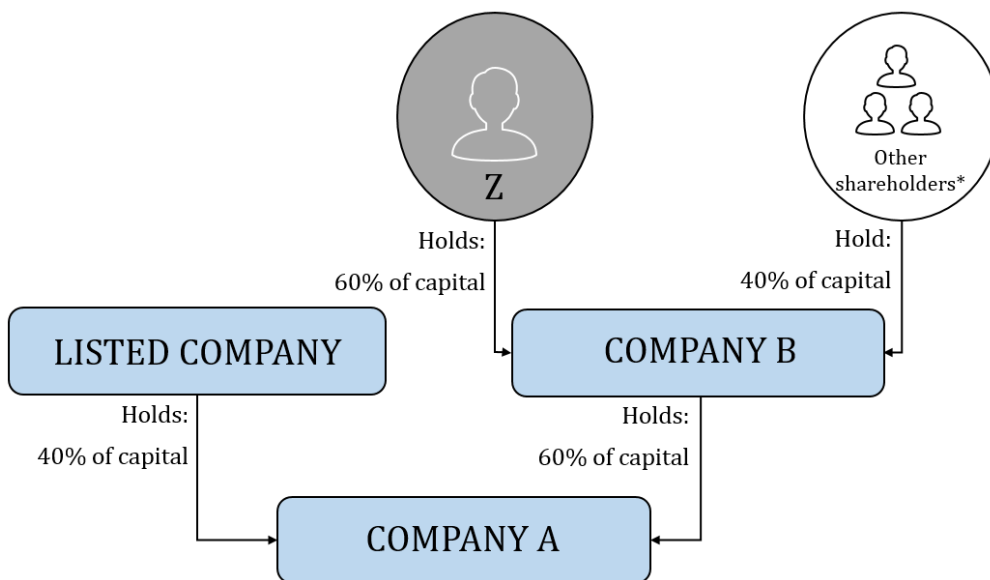 Z
Other
shareholders*
Holds:
60% of capital
Hold:
40% of capital
LISTED COMPANY
COMPANY B
Holds:
40% of capital
Holds:
60% of capital
COMPANY A